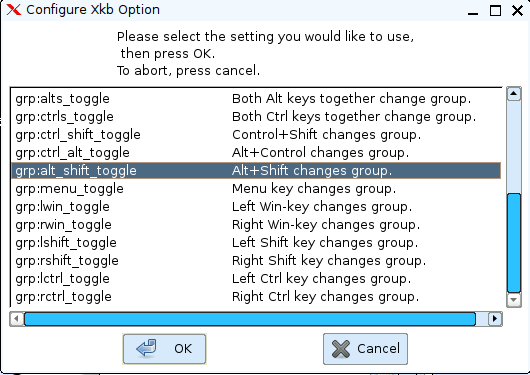 Configure Xkb Option
Please select the setting you would like to use,
then press OK.
To abort, press cancel.
grp:alts_toggle Both Alt keys together change group.
grp:ctrls_toggle Both Ctrl keys together change group.
grp:ctrl_shift_toggle Control+Shift changes group.
grp:ctrl_alt_toggle Alt+Control changes group.
grp:alt_shift_toggle Alt+Shift changes group.
grp:menu_toggle Menu key changes group.
grp:lwin_toggle Left Win-key changes group.
grp:rwin_toggle Right Win-key changes group.
grp:lshift_toggle Left Shift key changes group.
grp:rshift_toggle Right Shift key changes group.
grp:lctrl_toggle Left Ctrl key changes group.
grp:rctrl_toggle Right Ctrl key changes group.
OK Cancel